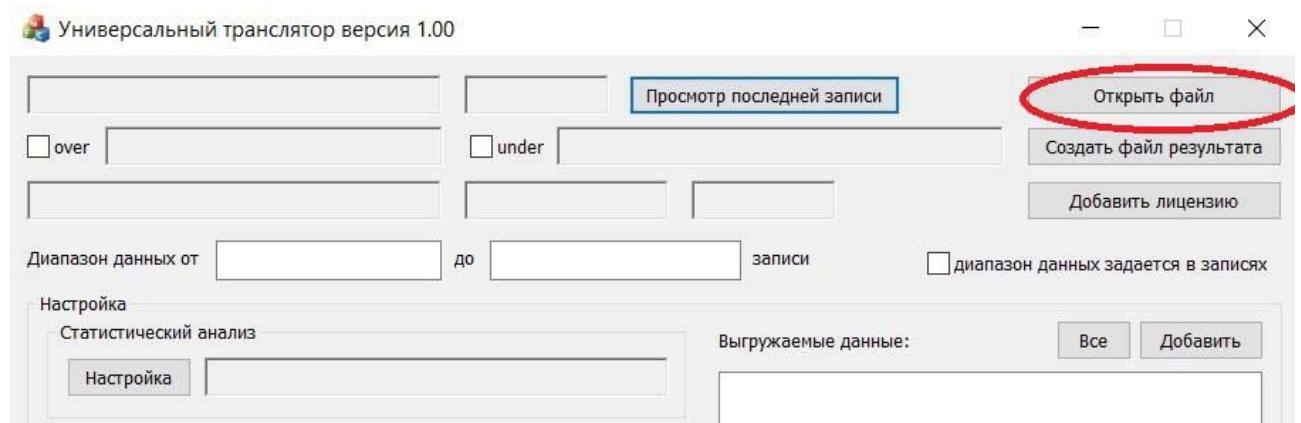 Универсальный транслятор версия 1.00
Просмотр последней записи Открыть файл
over under Создать файл результата
Добавить лицензию
Диапазон данных от до записи диапазон данных задается в записях
Настройка
Статистический анализ
Выгружаемые данные: Все Добавить
Настройка